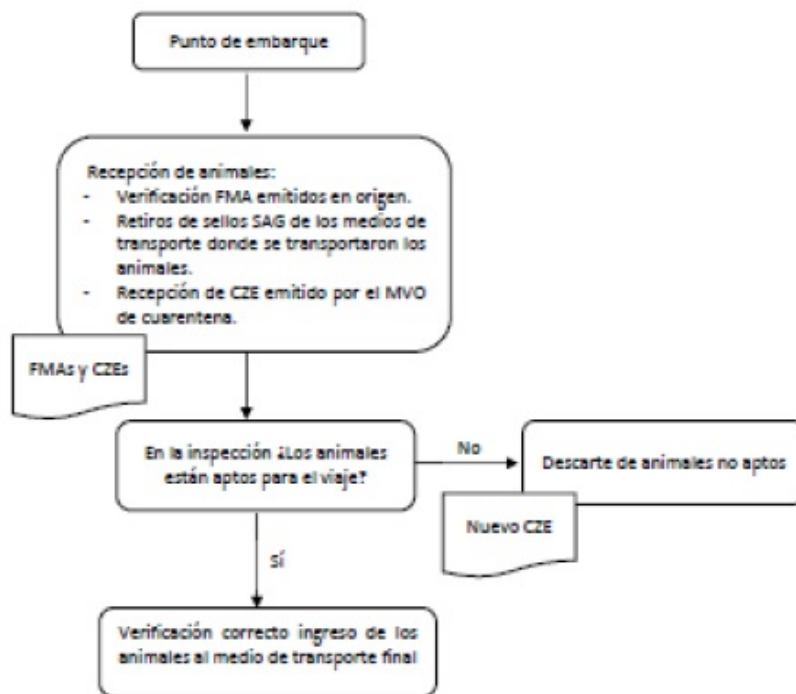 Punto de embarque
Recepción de animales:
- Verificación FMA emitidos en origen.
- Retiros de sellos SAG de los medios de
transporte donde se transportaron los
animales.
- Recepción de CZE emitido por el MVO
de cuarentena.
FMAs y CZEs
En la inspección ¿Los animales
están aptos para el viaje?
No
Descarte de animales no aptos
Nuevo CZE
Sí
Verificación correcto ingreso de los
animales al medio de transporte final